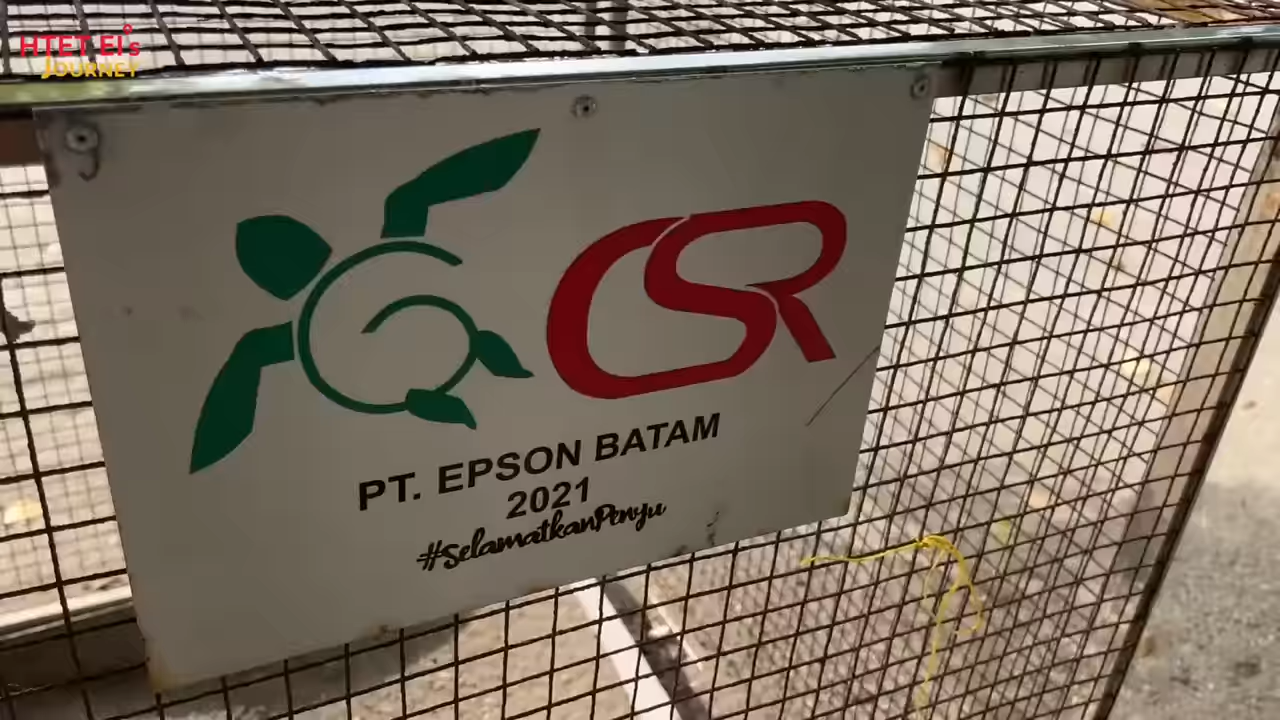 HTET EI's
JOURNEY
CSR
PT. EPSON BATAM
2021
#SelamatkanPenyu